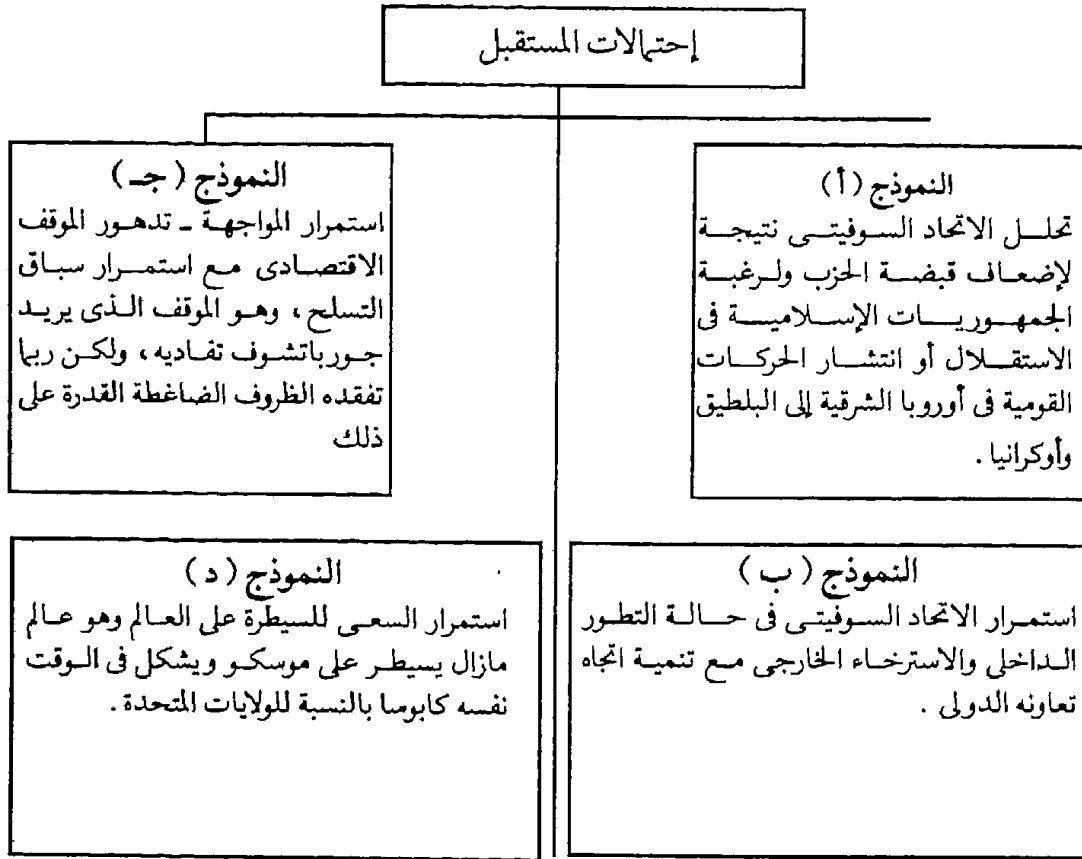 إحتمالات المستقبل
النموذج (أ)
تحلل الاتحاد السوفيتى نتيجة
لإضعاف قبضة الحزب ولرغبة
الجمهوريات الإسلامية فى
الاستقلال أو انتشار الحركات
القومية فى أوروبا الشرقية إلى البلطيق
وأوكرانيا .
النموذج (جـ)
استمرار المواجهة ـ تدهور الموقف
الاقتصادى مع استمرار سباق
التسلح ، وهو الموقف الذى يريد
جورباتشوف تفاديه ، ولكن ربما
تفقده الظروف الضاغطة القدرة على
ذلك
النموذج ( ب )
استمرار الاتحاد السوفيتى فى حالة التطور
الداخلى والاسترخاء الخارجى مع تنمية اتجاه
تعاونه الدولى .
النموذج ( د )
استمرار السعى للسيطرة على العالم وهو عالم
مازال يسيطر على موسكو ويشكل فى الوقت
نفسه كابوسا بالنسبة للولايات المتحدة .